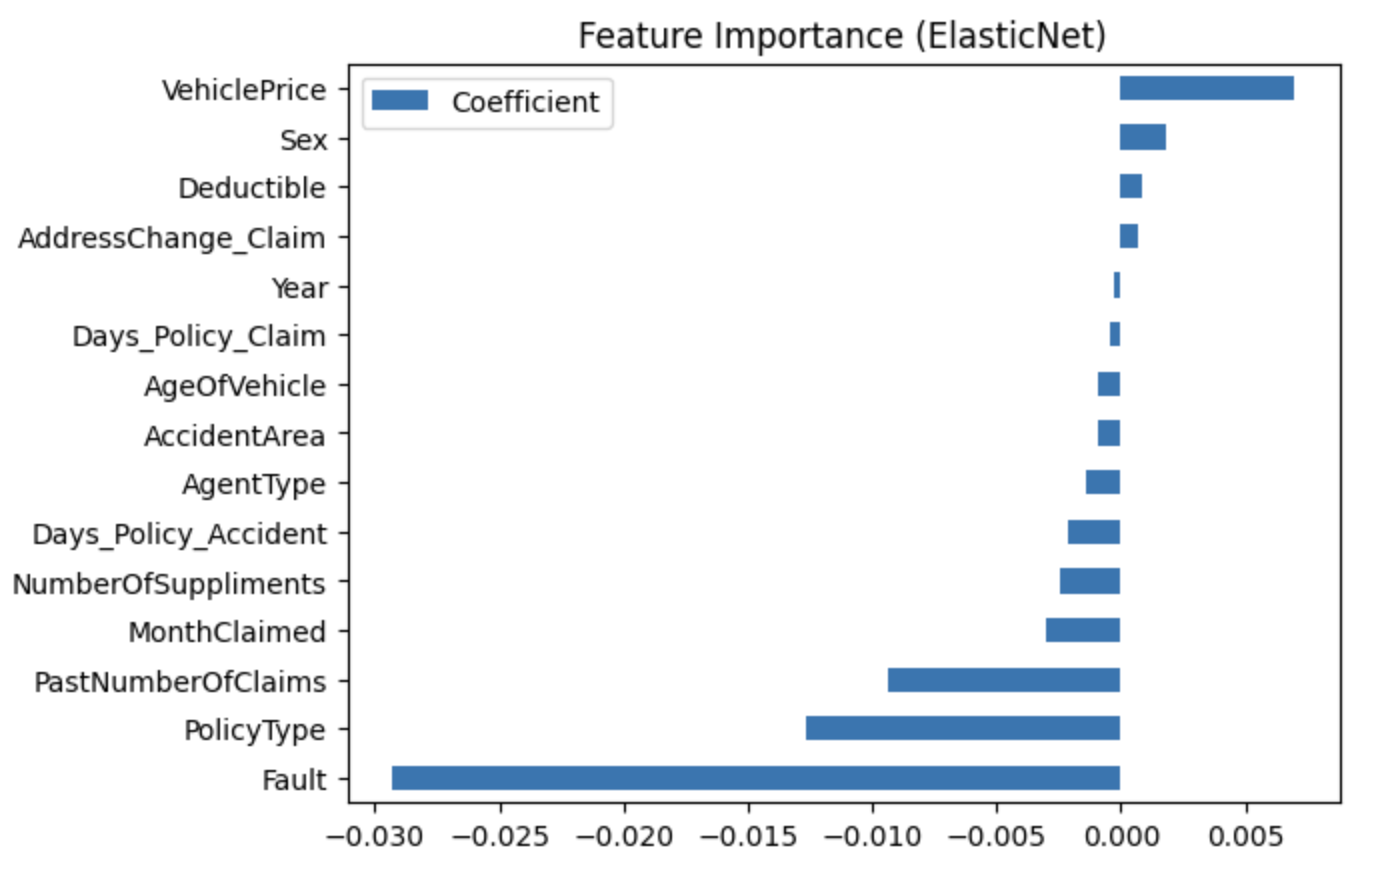 Feature Importance (ElasticNet)
Coefficient
VehiclePrice
Sex
Deductible
AddressChange_Claim
Year
Days_Policy_Claim
AgeOfVehicle
AccidentArea
AgentType
Days_Policy_Accident
NumberOfSuppliments
MonthClaimed
PastNumberOfClaims
PolicyType
Fault
−0.030 −0.025 −0.020 −0.015 −0.010 −0.005 0.000 0.005